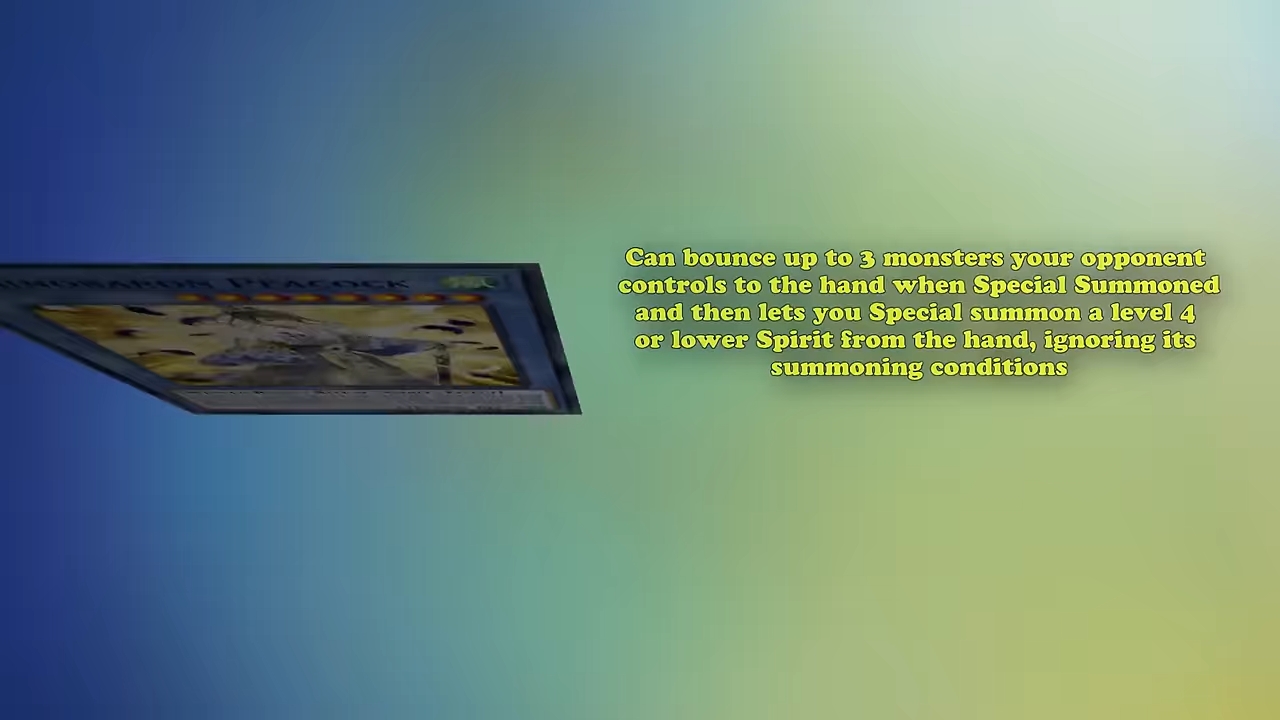 Peacock
Can bounce up to 3 monsters your opponent
controls to the hand when Special Summoned
and then lets you Special summon a level 4
or lower Spirit from the hand, ignoring its
summoning conditions